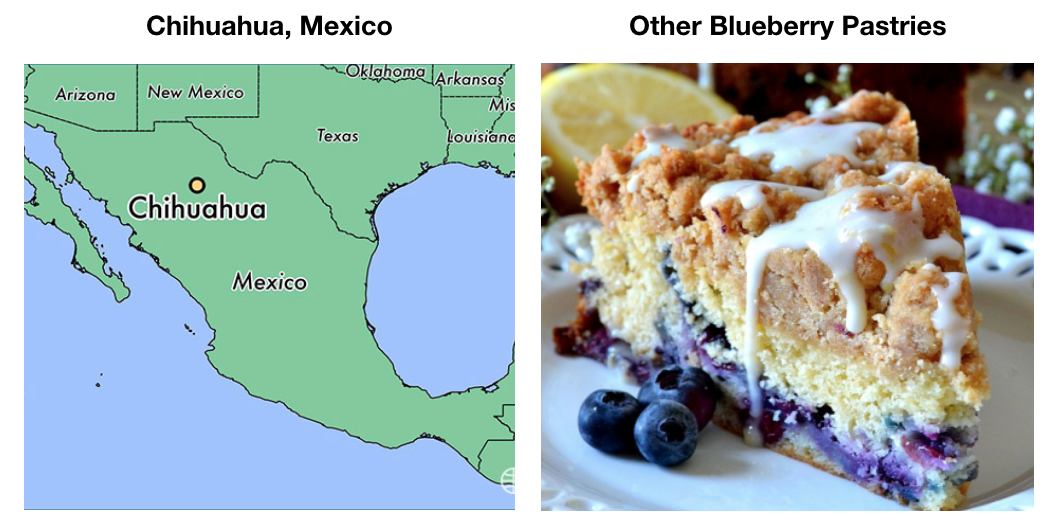 Chihuahua, Mexico
Other Blueberry Pastries
Oklahoma
Arkansas
Arizona
New Mexico
Mis
Texas
Louisiana
Chihuahua
Mexico